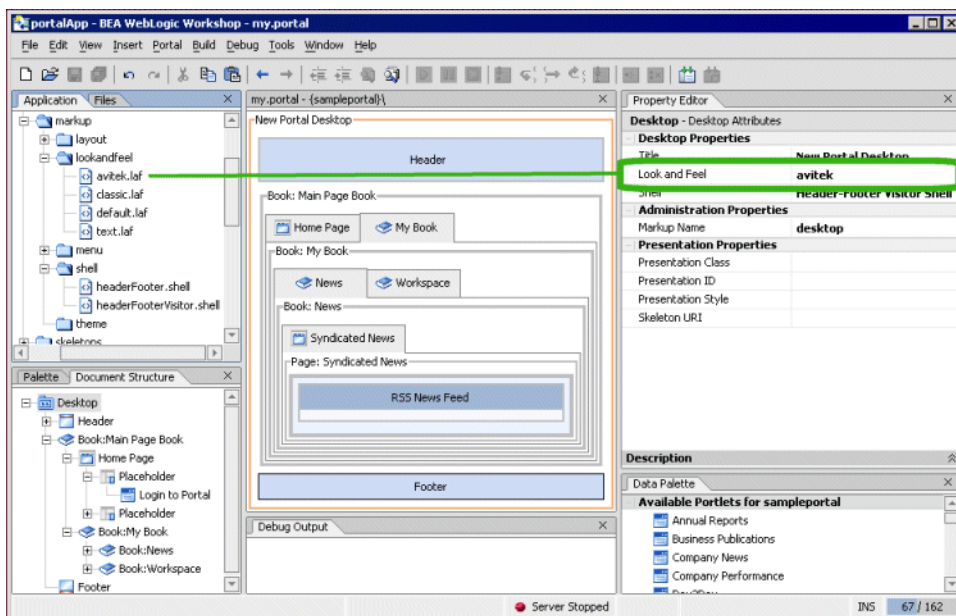 portalApp - BEA WebLogic Workshop - my.portal
File Edit View Insert Portal Build Debug Tools Window Help
Application Files
markup
layout
lookandfeel
avitek.laf
classic.laf
default.laf
text.laf
menu
shell
headerFooter.shell
headerFooterVisitor.shell
theme
skeletons
Palette Document Structure
Desktop
Header
Book:Main Page Book
Home Page
Placeholder
Login to Portal
Placeholder
Book:My Book
Book:News
Book:Workspace
Footer
my.portal - {sampleportal}\
New Portal Desktop
Header
Book: Main Page Book
Home Page My Book
Book: My Book
News Workspace
Book: News
Syndicated News
Page: Syndicated News
RSS News Feed
Footer
Debug Output
Property Editor
Desktop - Desktop Attributes
Desktop Properties
Title New Portal Desktop
Look and Feel avitek
Shell Header-Footer Visitor Shell
Administration Properties
Markup Name desktop
Presentation Properties
Presentation Class
Presentation ID
Presentation Style
Skeleton URI
Description
Data Palette
Available Portlets for sampleportal
Annual Reports
Business Publications
Company News
Company Performance
Server Stopped
INS 67 / 162